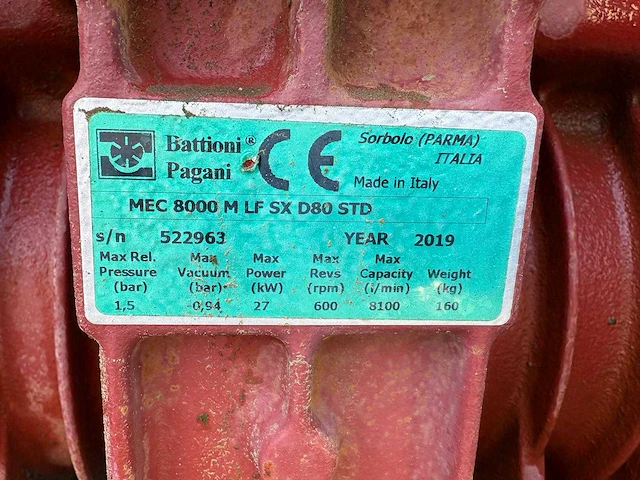 Battioni®
Pagani
CE
Sorbolo (PARMA)
ITALIA
Made in Italy
MEC 8000 M LF SX D80 STD
s/n 522963 YEAR 2019
Max Rel. Max Max Max Max
Pressure Vacuum Power Revs Capacity Weight
(bar) (bar) (kW) (rpm) (l/min) (kg)
1,5 -0,94 27 600 8100 160